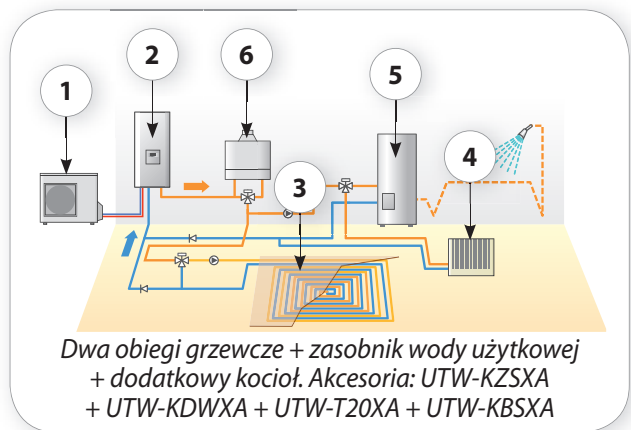 1
2
6
5
4
3
Dwa obiegi grzewcze + zasobnik wody użytkowej
+ dodatkowy kocioł. Akcesoria: UTW-KZSXA
+ UTW-KDWXA + UTW-T20XA + UTW-KBSXA